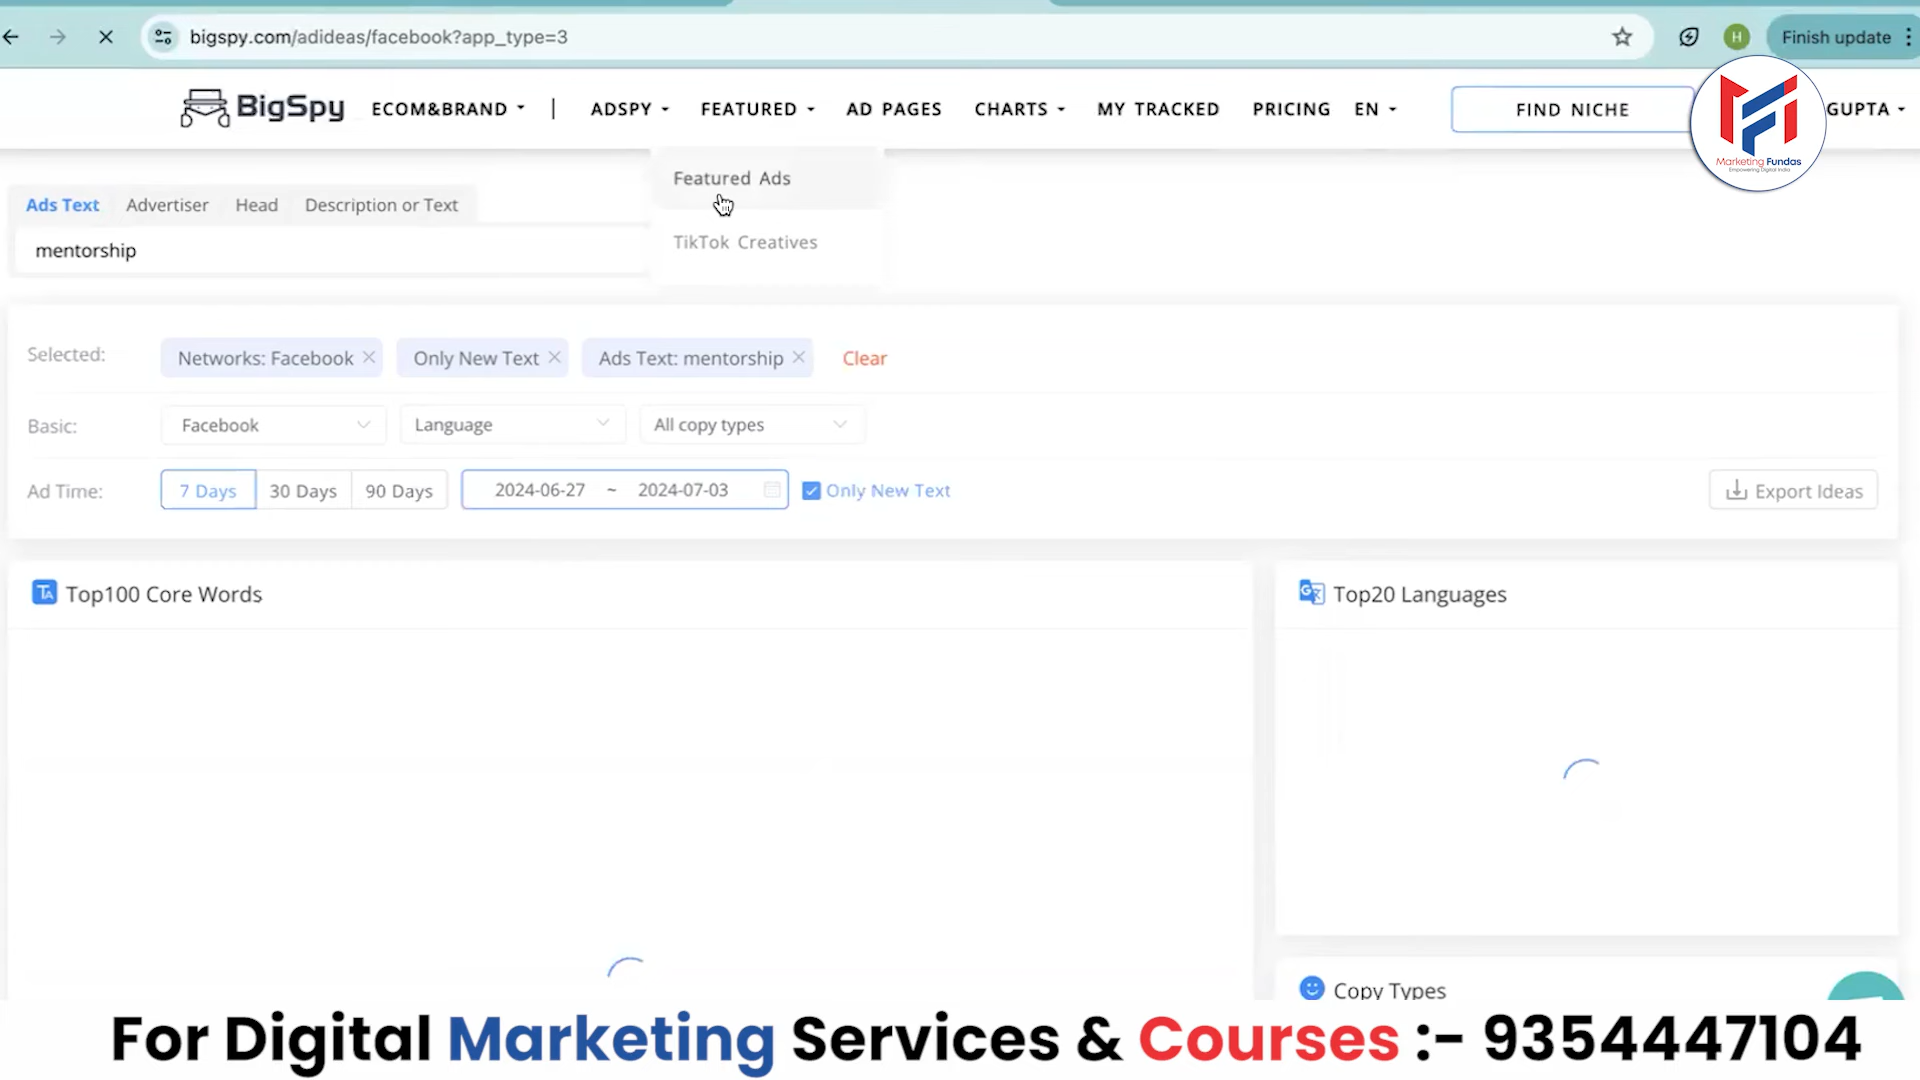 bigspy.com/adideas/facebook?app_type=3
H
Finish update
BigSpy
ECOM&BRAND
|
ADSPY
FEATURED
AD PAGES
CHARTS
MY TRACKED
PRICING
EN
FIND NICHE
GUPTA
Marketing Fundas
Empowering Digital India
Featured Ads
TikTok Creatives
Ads Text
Advertiser
Head
Description or Text
mentorship
Selected:
Networks: Facebook
Only New Text
Ads Text: mentorship
Clear
Basic:
Facebook
Language
All copy types
Ad Time:
7 Days
30 Days
90 Days
2024-06-27 ~ 2024-07-03
Only New Text
Export Ideas
Top100 Core Words
Top20 Languages
Copy Types
For Digital Marketing Services & Courses :- 9354447104